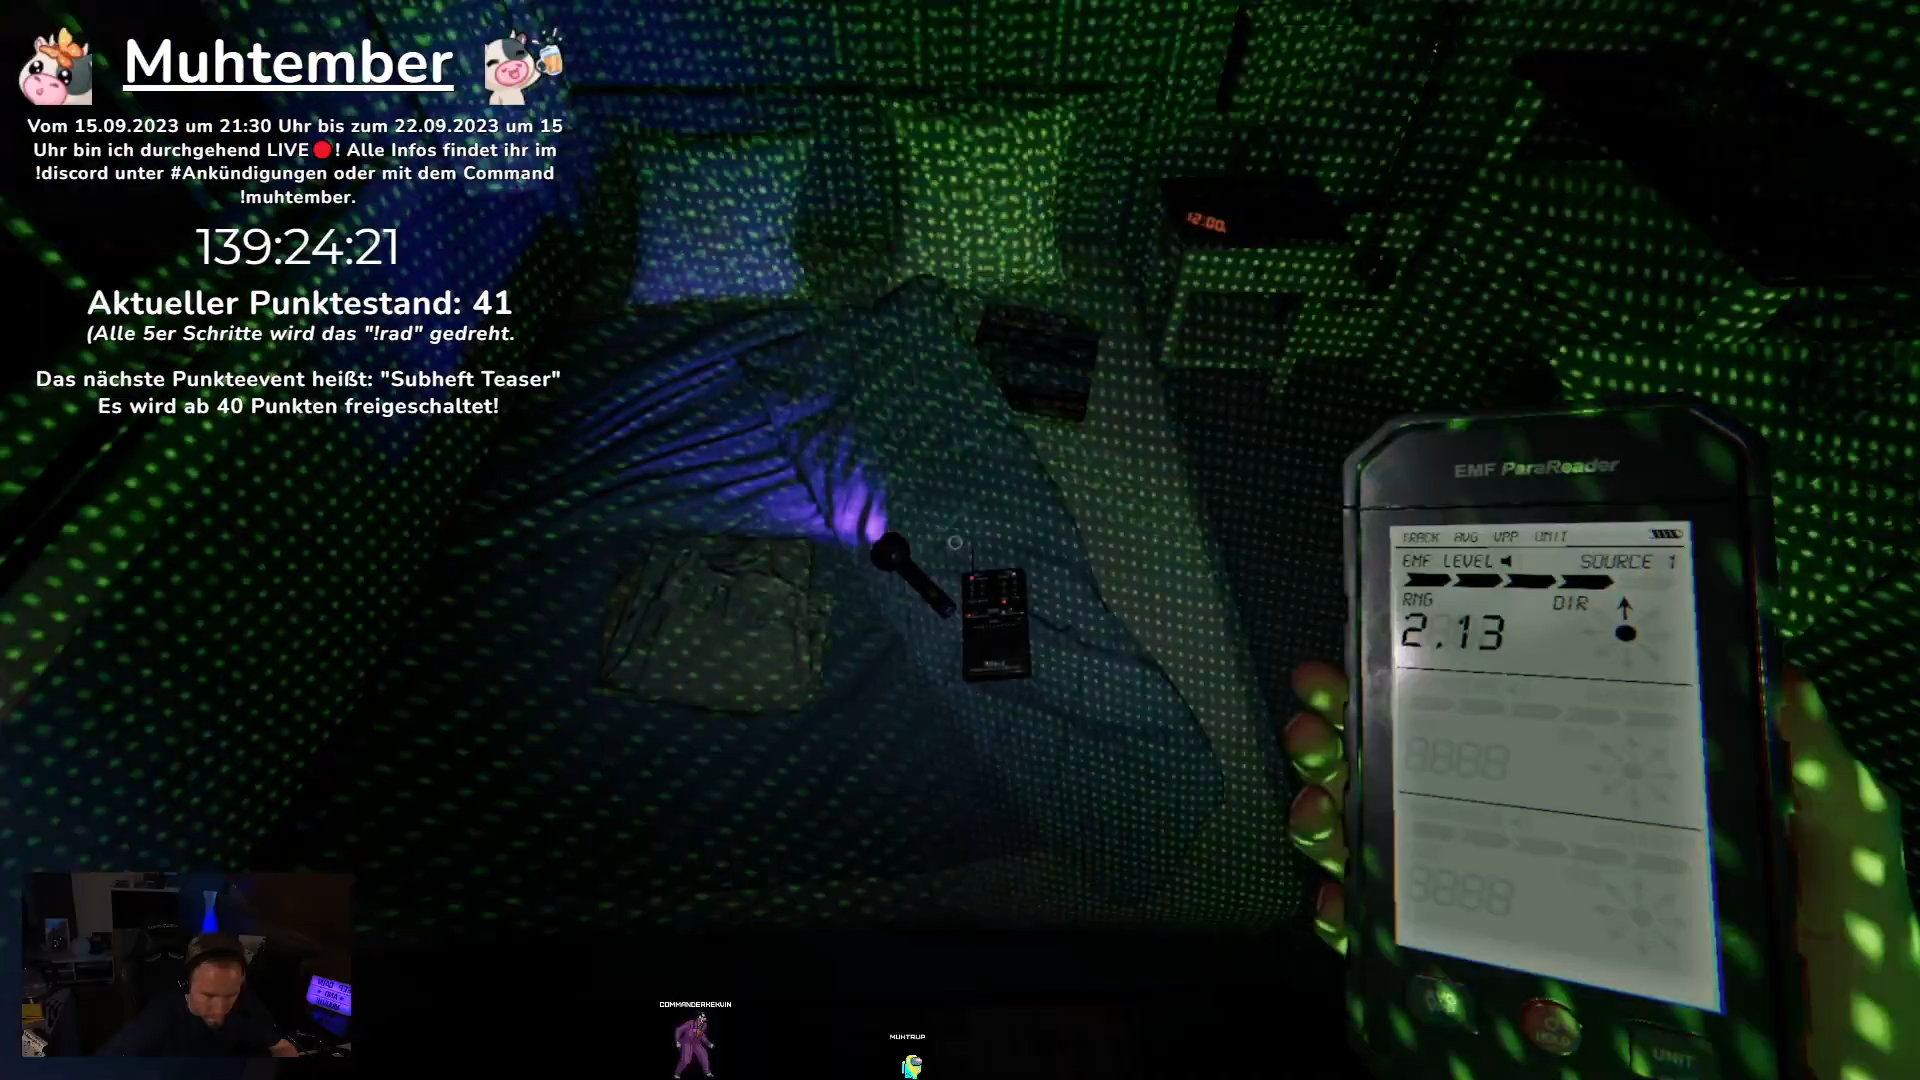 Muhtember
Vom 15.09.2023 um 21:30 Uhr bis zum 22.09.2023 um 15
Uhr bin ich durchgehend LIVE🔴! Alle Infos findet ihr im
!discord unter #Ankündigungen oder mit dem Command
!muhtember.
139:24:21
Aktueller Punktestand: 41
(Alle 5er Schritte wird das "!rad" gedreht.
Das nächste Punkteevent heißt: "Subheft Teaser"
Es wird ab 40 Punkten freigeschaltet!
12:00
EMF ParaReader
TRACK AVG VPP UNIT
EMF LEVEL SOURCE 1
RNG DIR
2.13
HOLD
UNIT
COMMANDERKEKVIN
MUHTRUP